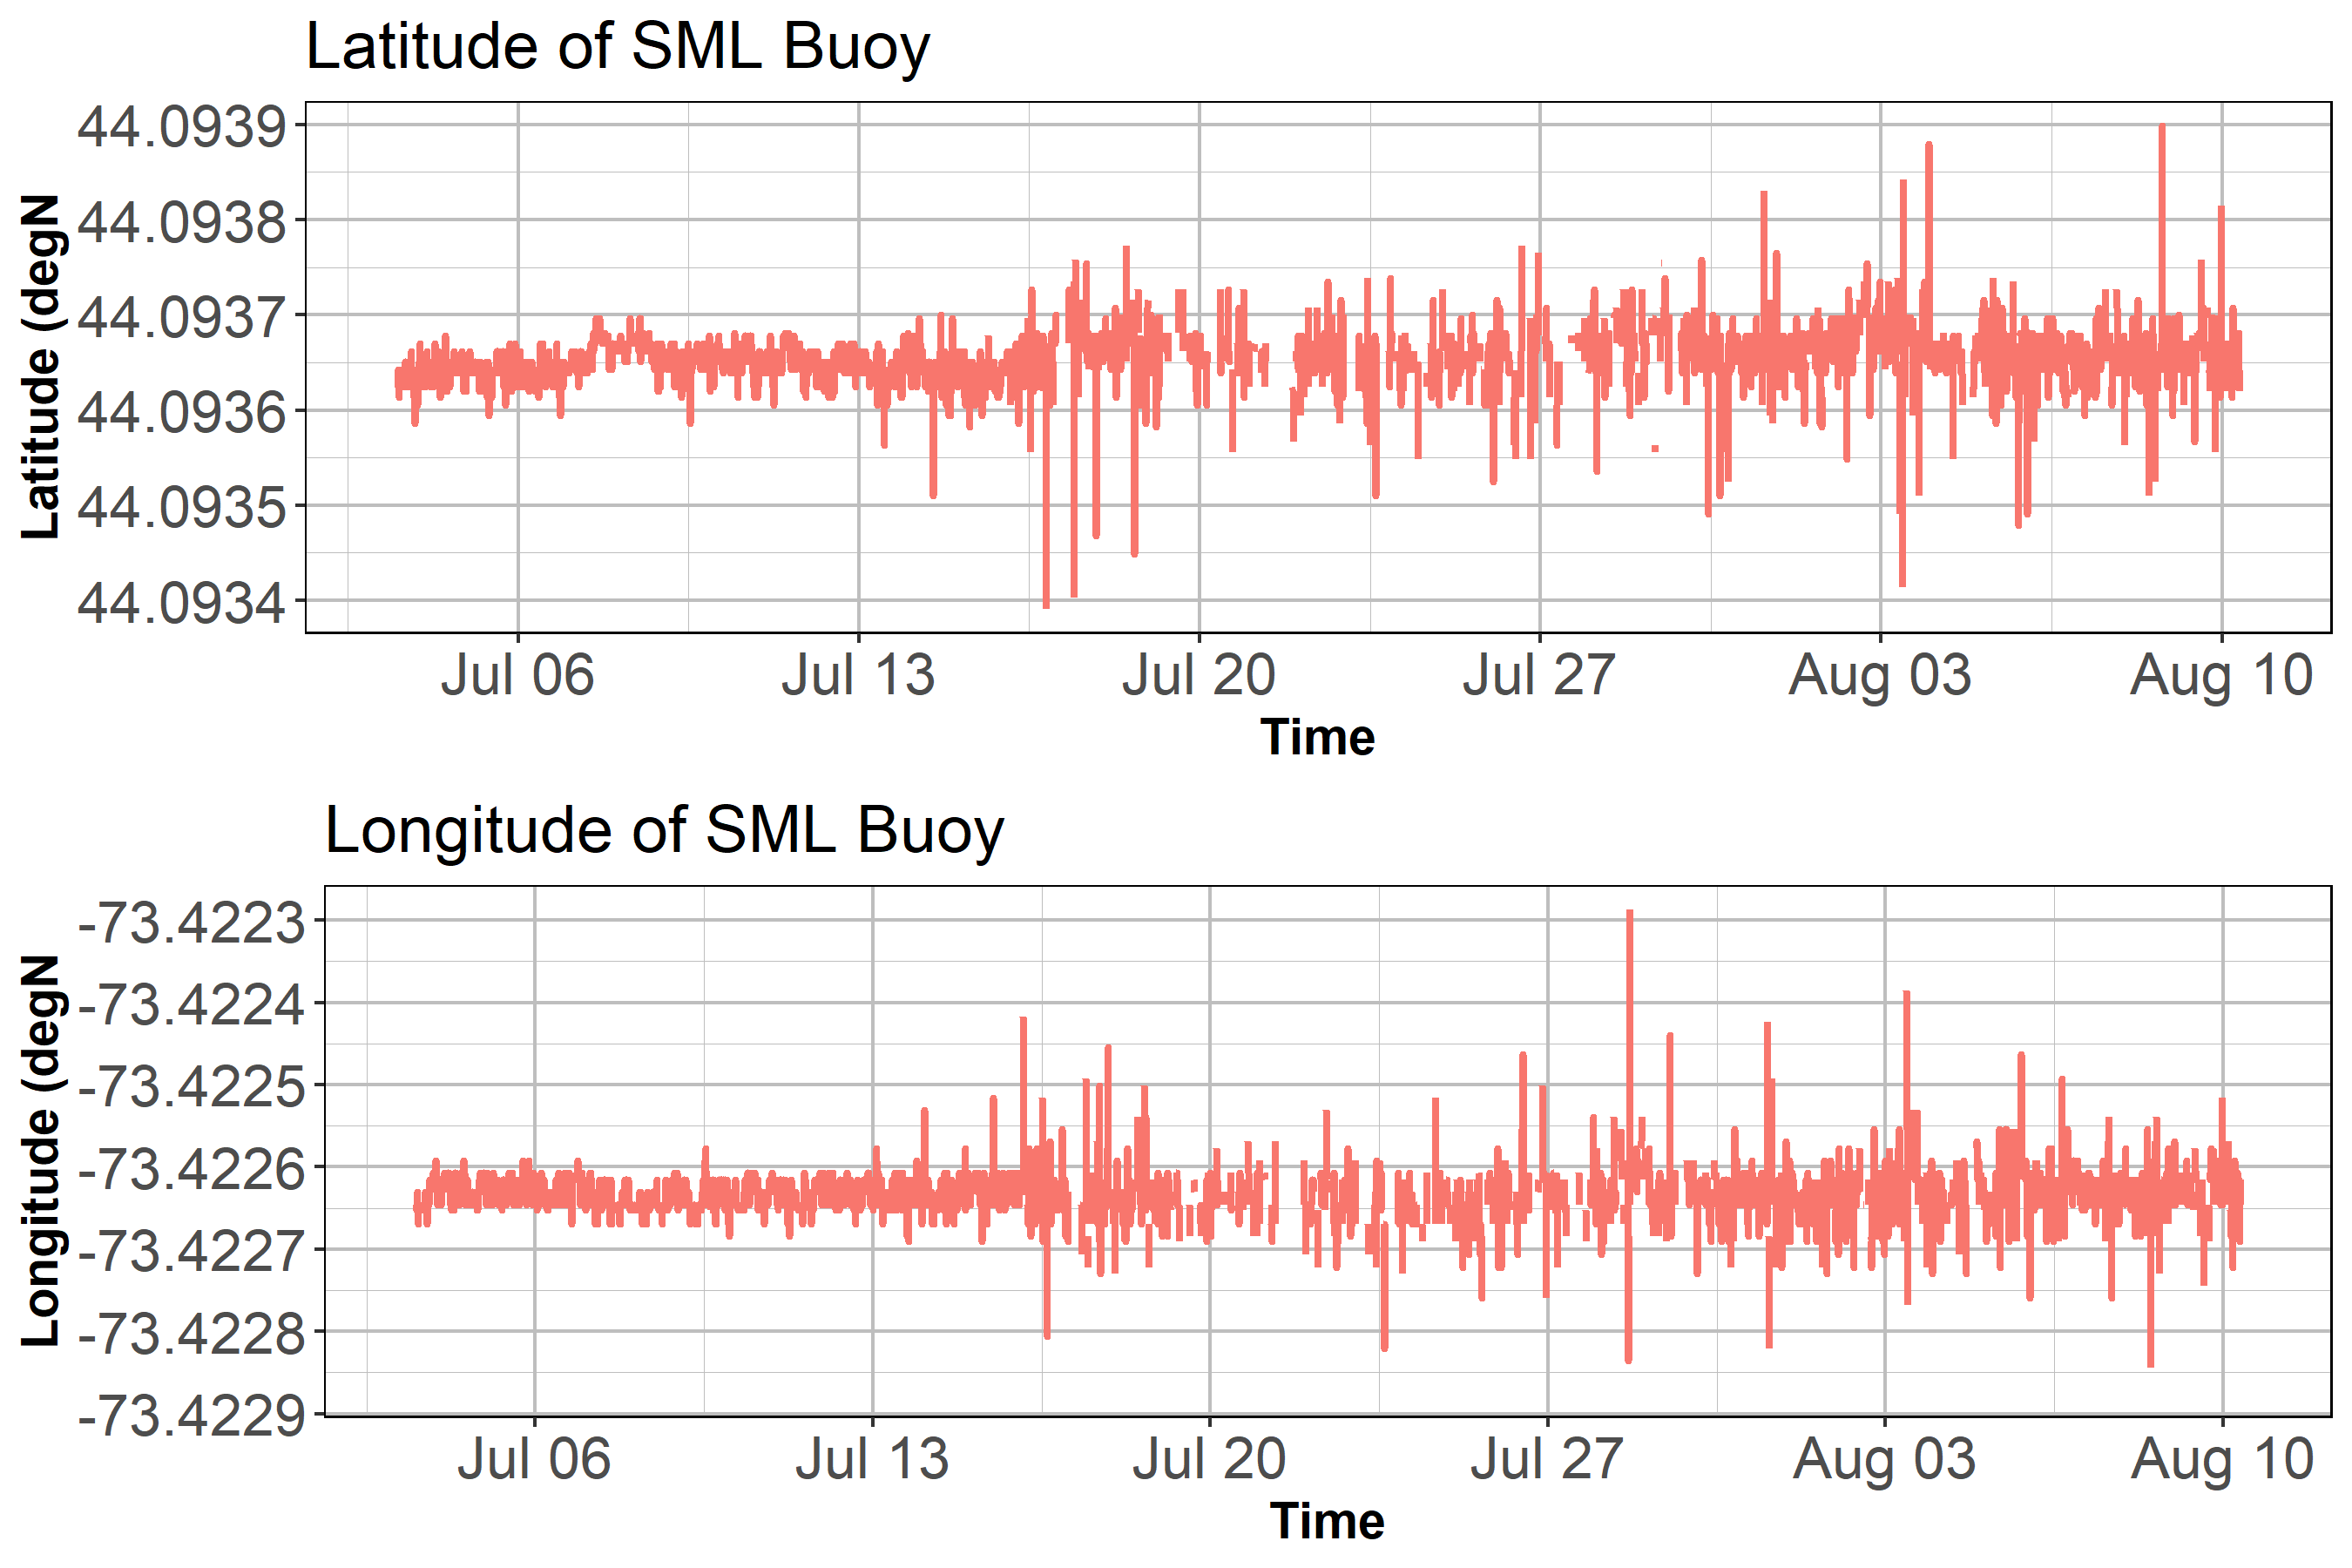 Latitude of SML Buoy
44.0939
44.0938
44.0937
44.0936
44.0935
44.0934
Latitude (degN
Jul 06 Jul 13 Jul 20 Jul 27 Aug 03 Aug 10
Time
Longitude of SML Buoy
-73.4223
-73.4224
-73.4225
-73.4226
-73.4227
-73.4228
-73.4229
Longitude (degN
Jul 06 Jul 13 Jul 20 Jul 27 Aug 03 Aug 10
Time